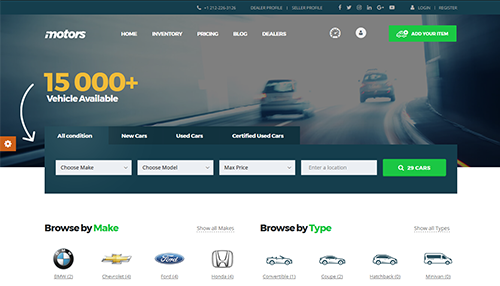 +1 212.226.3126 DEALER PROFILE | SELLER PROFILE LOGIN | REGISTER
motors HOME INVENTORY PRICING BLOG DEALERS ADD YOUR ITEM
15 000+
Vehicle Available
All condition New Cars Used Cars Certified Used Cars
Choose Make Choose Model Max Price Enter a location 29 CARS
Browse by Make Show all Makes Browse by Type Show all Types
BMW (2) Chevrolet (4) Ford (4) Honda (4) Convertible (1) Coupe (2) Hatchback (0) Minivan (0)